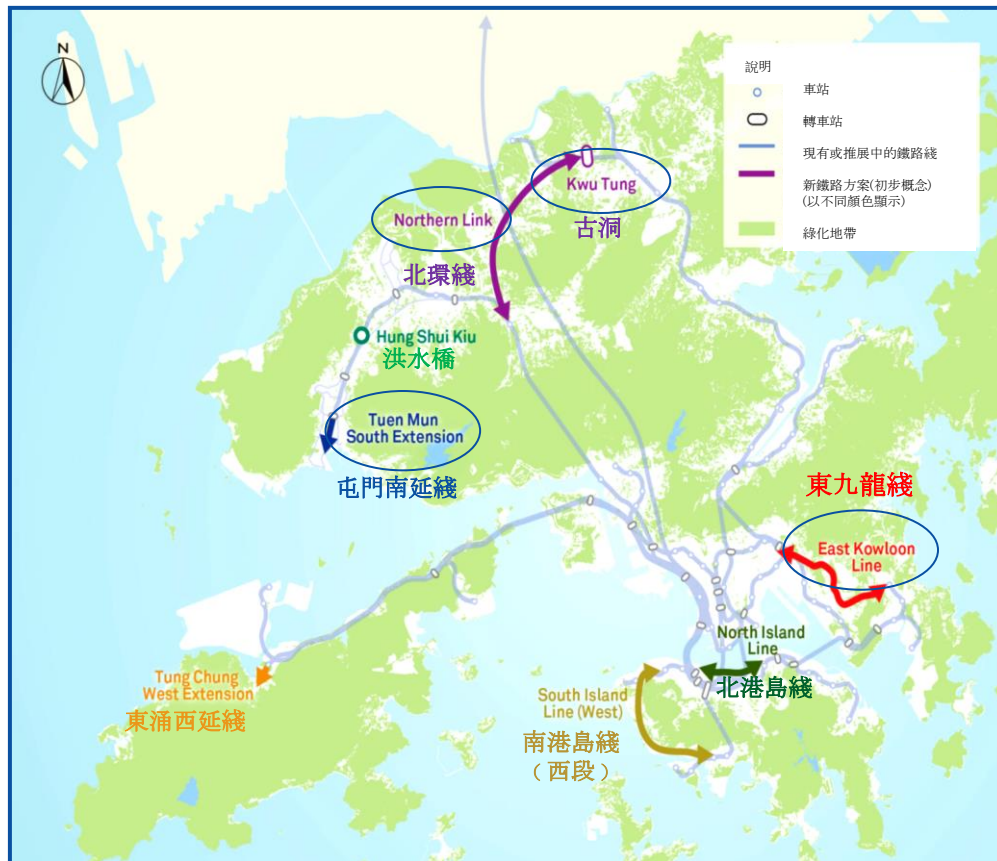 N
說明
車站
轉車站
現有或推展中的鐵路綫
新鐵路方案(初步概念)
(以不同顏色顯示)
綠化地帶
Kwu Tung
古洞
Northern Link
北環綫
Hung Shui Kiu
洪水橋
Tuen Mun
South Extension
屯門南延綫
東九龍綫
East Kowloon
Line
North Island
Line
北港島綫
Tung Chung
West Extension
東涌西延綫
South Island
Line (West)
南港島綫
（西段）